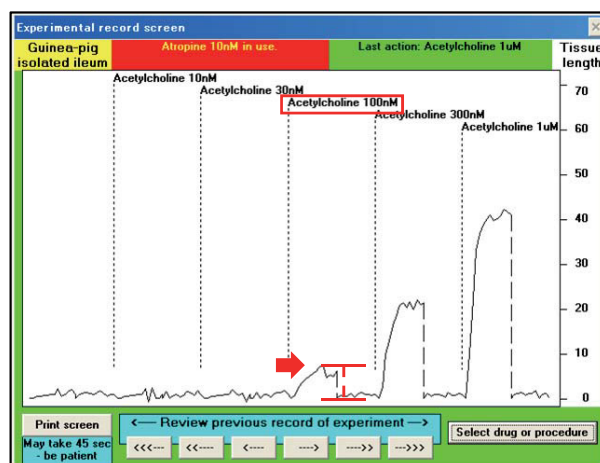 Experimental record screen
Guinea-pig
isolated ileum
Atropine 10nM in use.
Last action: Acetylcholine 1uM
Tissue
length
Acetylcholine 10nM
Acetylcholine 30nM
Acetylcholine 100nM
Acetylcholine 300nM
Acetylcholine 1uM
70
60
50
40
30
20
10
0
Print screen
May take 45 sec
- be patient
<---- Review previous record of experiment ---->
<<<---
<<----
<----
---->
---->>
--->>>
Select drug or procedure